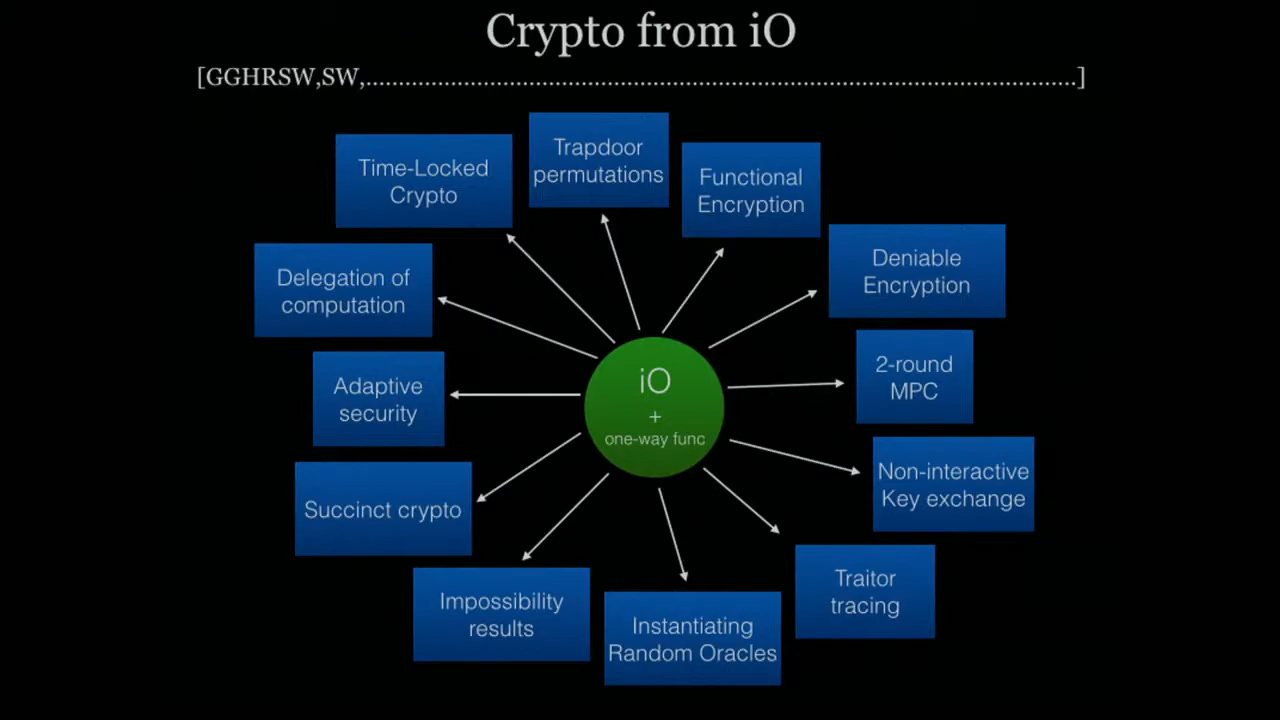 Crypto from iO
[GGHRSW,SW,.......................................................................................]
Trapdoor
permutations
Time-Locked
Crypto
Functional
Encryption
Deniable
Encryption
Delegation of
computation
2-round
MPC
Adaptive
security
iO
+
one-way func
Non-interactive
Key exchange
Succinct crypto
Traitor
tracing
Impossibility
results
Instantiating
Random Oracles